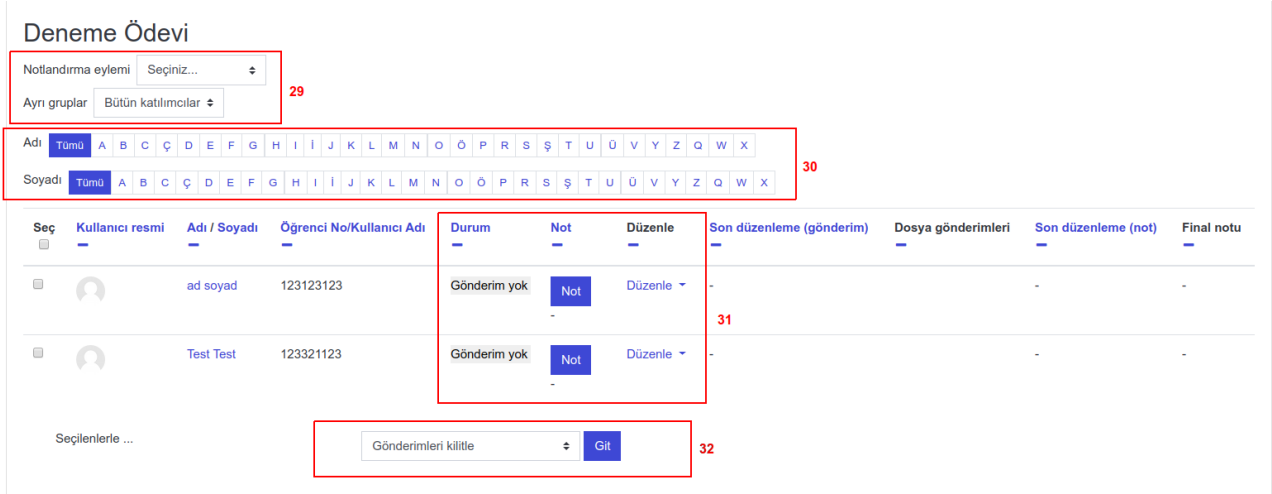 Deneme Ödevi
Notlandırma eylemi Seçiniz...
29
Ayrı gruplar Bütün katılımcılar
Adı Tümü A B C Ç D E F G H I İ J K L M N O Ö P R S Ş T U Ü V Y Z Q W X
30
Soyadı Tümü A B C Ç D E F G H I İ J K L M N O Ö P R S Ş T U Ü V Y Z Q W X
Seç Kullanıcı resmi Adı / Soyadı Öğrenci No/Kullanıcı Adı Durum Not Düzenle Son düzenleme (gönderim) Dosya gönderimleri Son düzenleme (not) Final notu
ad soyad 123123123 Gönderim yok Not Düzenle - - -
-
31
Test Test 123321123 Gönderim yok Not Düzenle - - -
-
Seçilenlerle ... Gönderimleri kilitle Git
32